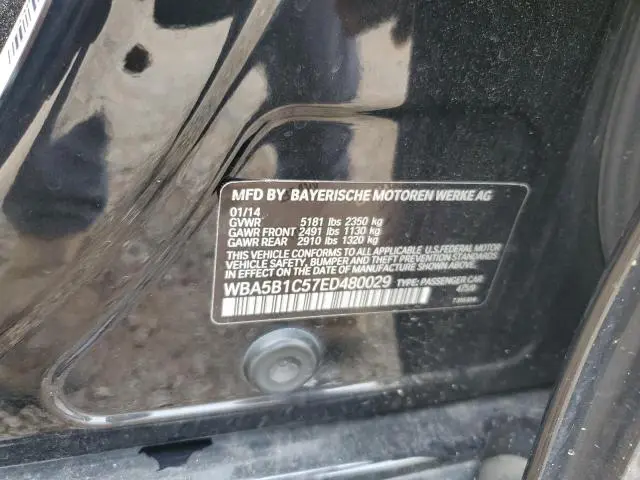 MFD BY BAYERISCHE MOTOREN WERKE AG
01/14
GVWR 5181 lbs 2350 kg
GAWR FRONT 2491 lbs 1130 kg
GAWR REAR 2910 lbs 1320 kg
THIS VEHICLE CONFORMS TO ALL APPLICABLE U.S.FEDERAL MOTOR
VEHICLE SAFETY, BUMPER AND THEFT PREVENTION STANDARDS
IN EFFECT ON THE DATE OF MANUFACTURE SHOWN ABOVE.
WBA5B1C57ED480029 TYPE: PASSENGER CAR